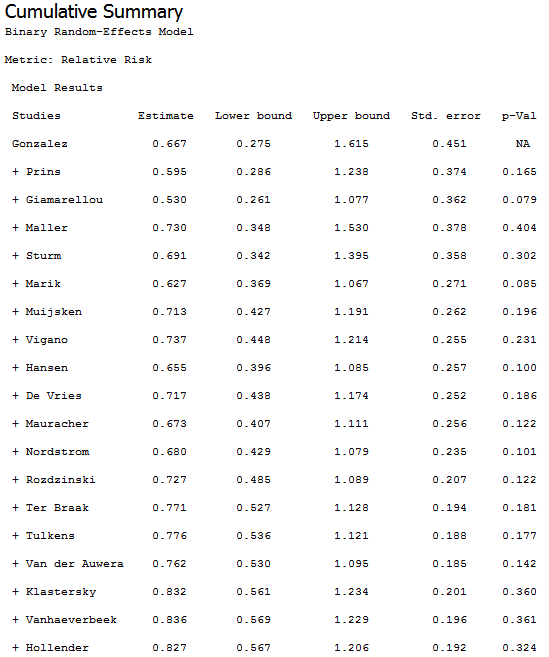 Cumulative Summary
Binary Random-Effects Model
Metric: Relative Risk
Model Results
Studies Estimate Lower bound Upper bound Std. error p-Val
Gonzalez 0.667 0.275 1.615 0.451 NA
+ Prins 0.595 0.286 1.238 0.374 0.165
+ Giamarellou 0.530 0.261 1.077 0.362 0.079
+ Maller 0.730 0.348 1.530 0.378 0.404
+ Sturm 0.691 0.342 1.395 0.358 0.302
+ Marik 0.627 0.369 1.067 0.271 0.085
+ Muijsken 0.713 0.427 1.191 0.262 0.196
+ Vigano 0.737 0.448 1.214 0.255 0.231
+ Hansen 0.655 0.396 1.085 0.257 0.100
+ De Vries 0.717 0.438 1.174 0.252 0.186
+ Mauracher 0.673 0.407 1.111 0.256 0.122
+ Nordstrom 0.680 0.429 1.079 0.235 0.101
+ Rozdzinski 0.727 0.485 1.089 0.207 0.122
+ Ter Braak 0.771 0.527 1.128 0.194 0.181
+ Tulkens 0.776 0.536 1.121 0.188 0.177
+ Van der Auwera 0.762 0.530 1.095 0.185 0.142
+ Klastersky 0.832 0.561 1.234 0.201 0.360
+ Vanhaeverbeek 0.836 0.569 1.229 0.196 0.361
+ Hollender 0.827 0.567 1.206 0.192 0.324